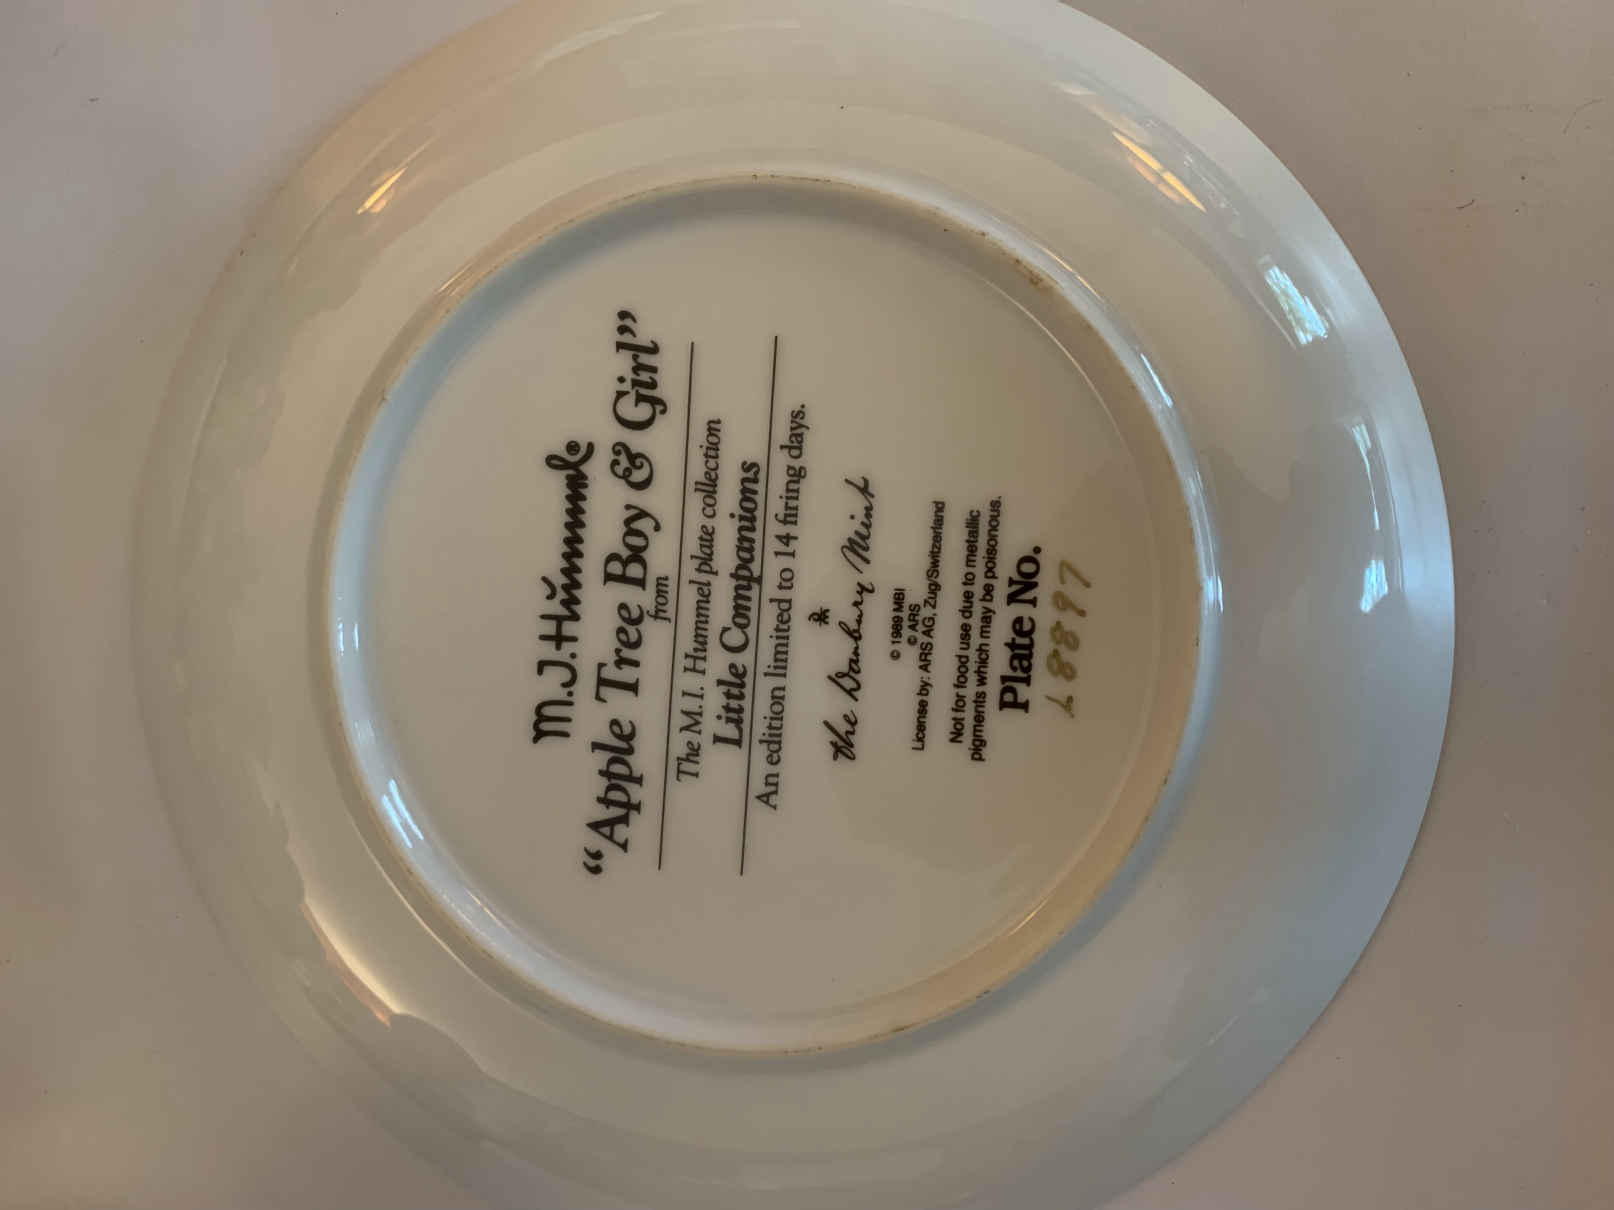 M.J.Hümmel®
“Apple Tree Boy & Girl”
from
The M.I. Hummel plate collection
Little Companions
An edition limited to 14 firing days.
The Danbury Mint
© 1989 MBI
© ARS
License by: ARS AG, Zug/Switzerland
Not for food use due to metallic
pigments which may be poisonous.
Plate No.